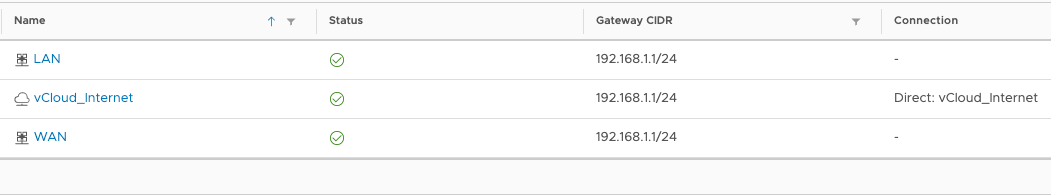 Name Status Gateway CIDR Connection
LAN 192.168.1.1/24 -
vCloud_Internet 192.168.1.1/24 Direct: vCloud_Internet
WAN 192.168.1.1/24 -